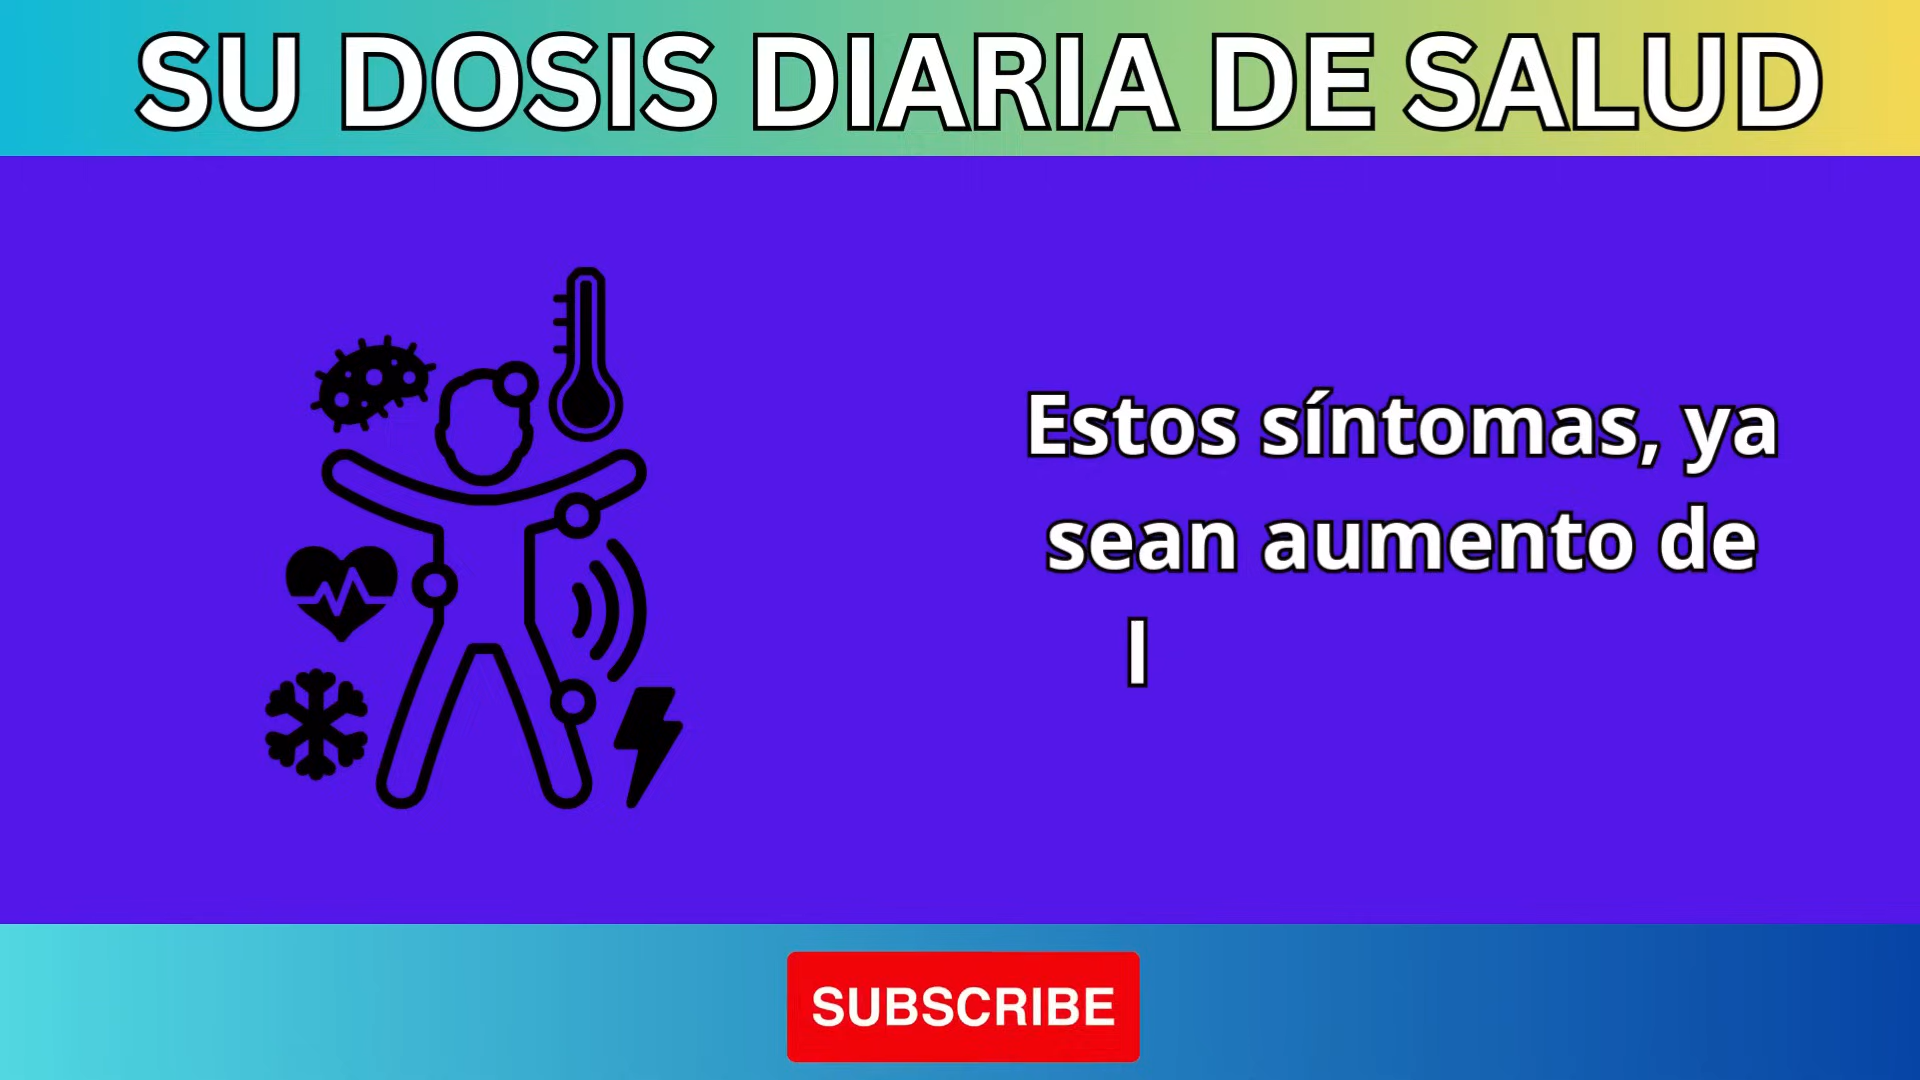 SU DOSIS DIARIA DE SALUD
Estos síntomas, ya
sean aumento de
l
SUBSCRIBE